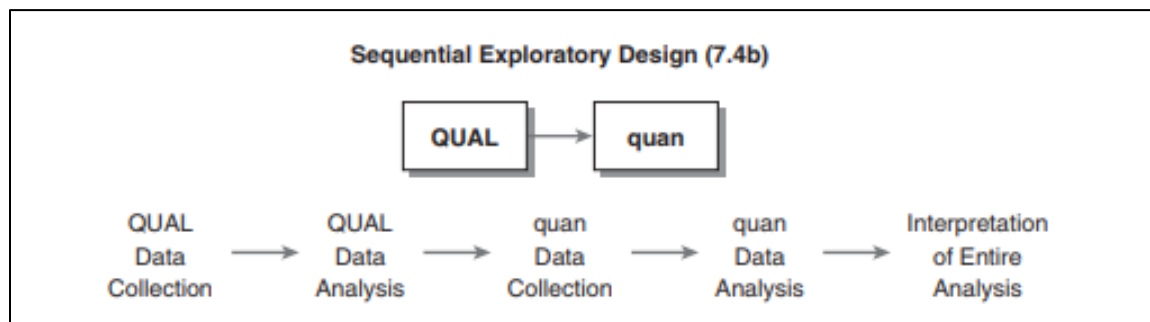 Sequential Exploratory Design (7.4b)
QUAL
quan
QUAL
Data
Collection
QUAL
Data
Analysis
quan
Data
Collection
quan
Data
Analysis
Interpretation
of Entire
Analysis